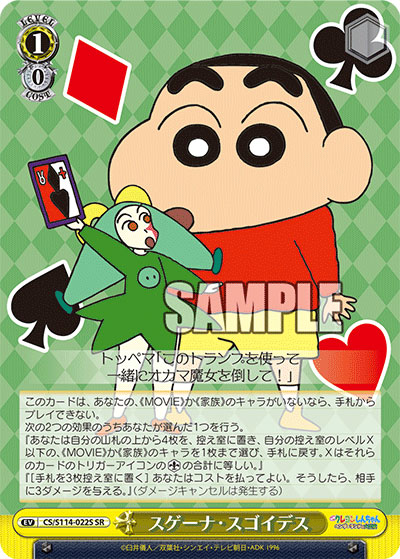 LEVEL
1
0
COST
SAMPLE
トッペマ「このトランプを使って
一緒にオカマ魔女を倒して!」
このカードは、あなたの、《MOVIE》か《家族》のキャラがいないなら、手札から
プレイできない。
次の2つの効果のうちあなたが選んだ1つを行う。
『あなたは自分の山札の上から4枚を、控え室に置き、自分の控え室のレベルX
以下の、《MOVIE》か《家族》のキャラを1枚まで選び、手札に戻す。Xはそれら
のカードのトリガーアイコンの の合計に等しい。』
『[手札を3枚控え室に置く] あなたはコストを払ってよい。そうしたら、相手
に3ダメージを与える。』(ダメージキャンセルは発生する)
EV
CS/S114-022S SR
スゲーナ・スゴイデス
クレヨンしんちゃん
©臼井儀人/双葉社・シンエイ・テレビ朝日・ADK 1996